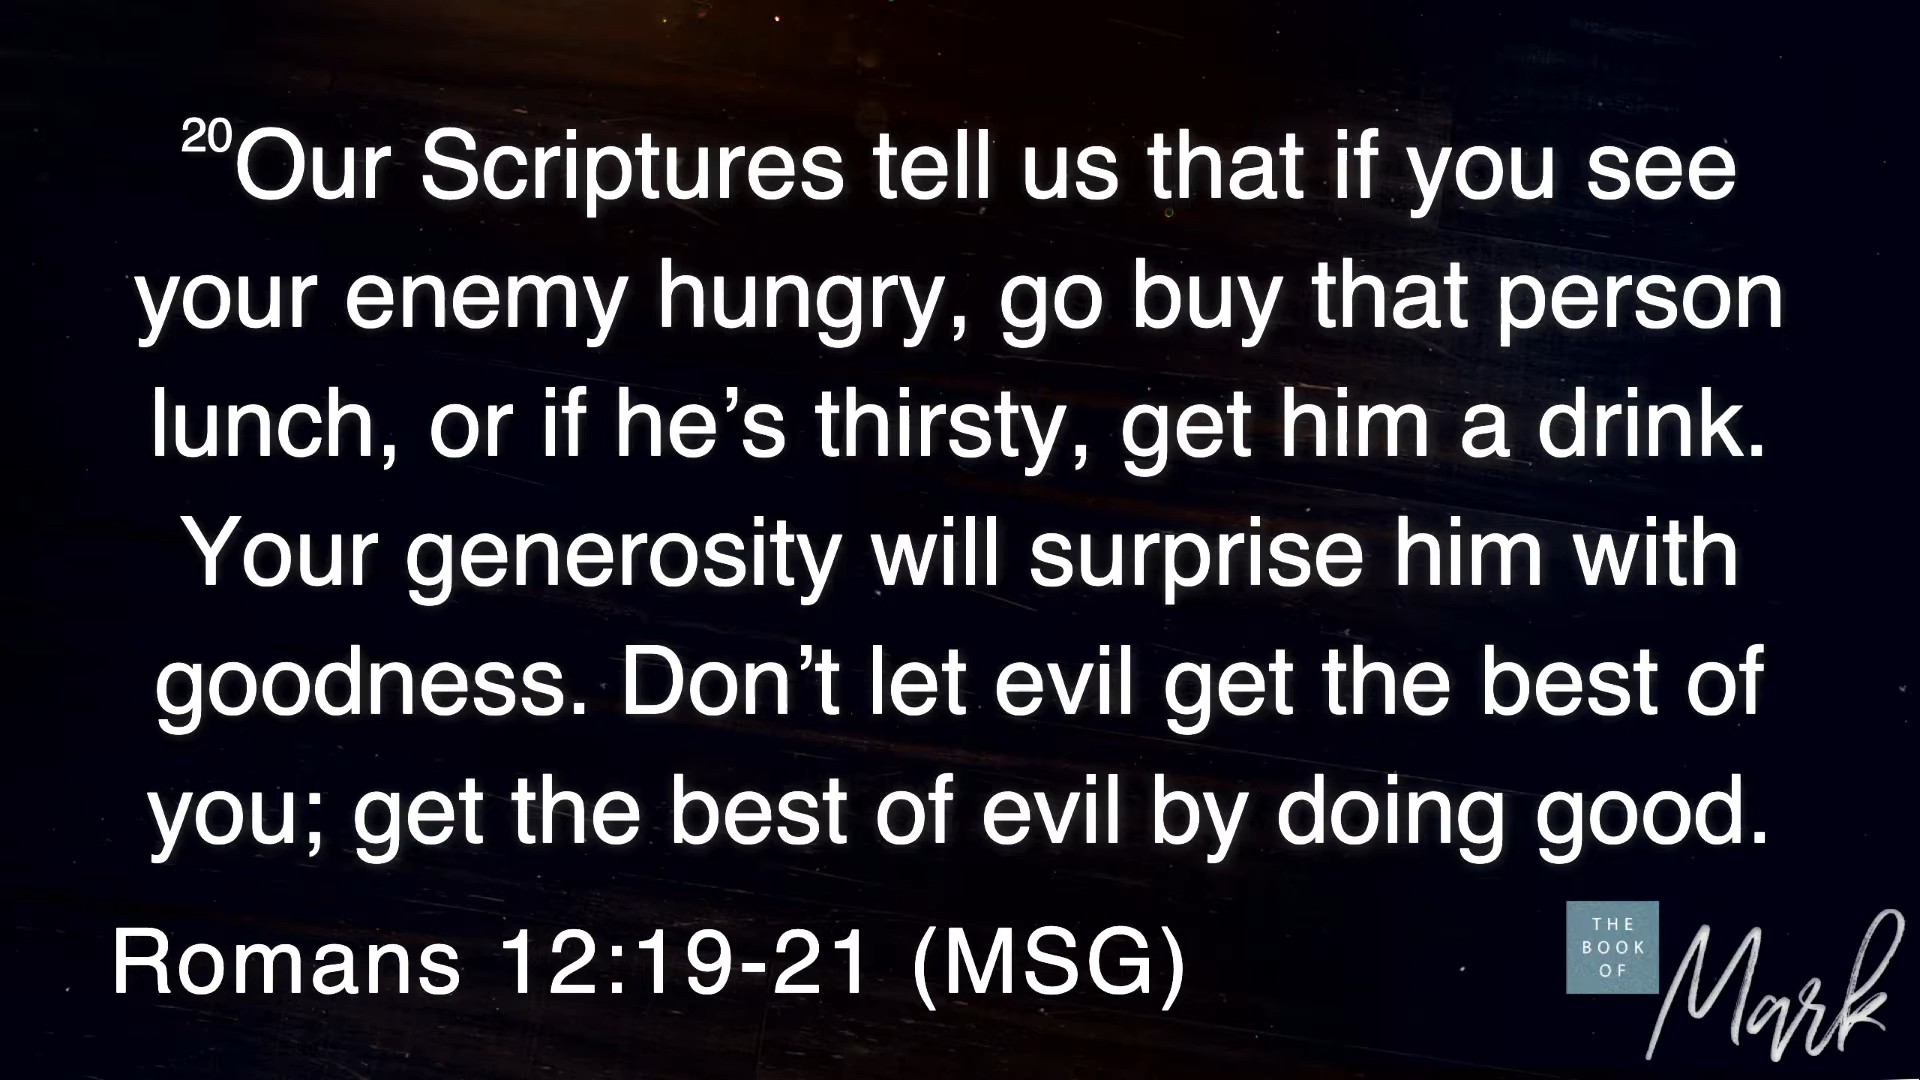 20Our Scriptures tell us that if you see
your enemy hungry, go buy that person
lunch, or if he’s thirsty, get him a drink.
Your generosity will surprise him with
goodness. Don’t let evil get the best of
you; get the best of evil by doing good.
Romans 12:19-21 (MSG)
THE
BOOK
OF
Mark